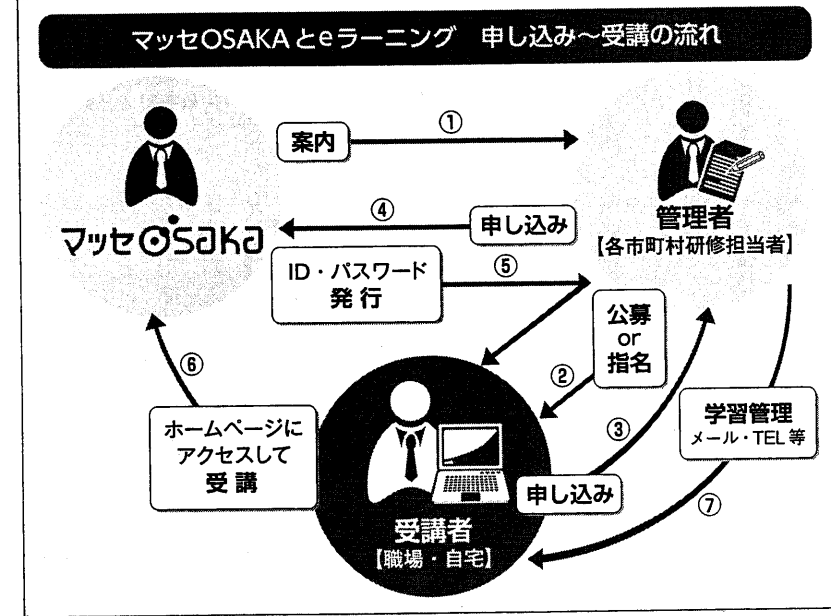 マッセOSAKAとeラーニング 申し込み～受講の流れ
案内
①
マッセOSAKA
④
申し込み
管理者
【各市町村研修担当者】
ID・パスワード
発行
⑤
公募
or
指名
②
③
⑥
ホームページに
アクセスして
受講
学習管理
メール・TEL等
申し込み
⑦
受講者
【職場・自宅】